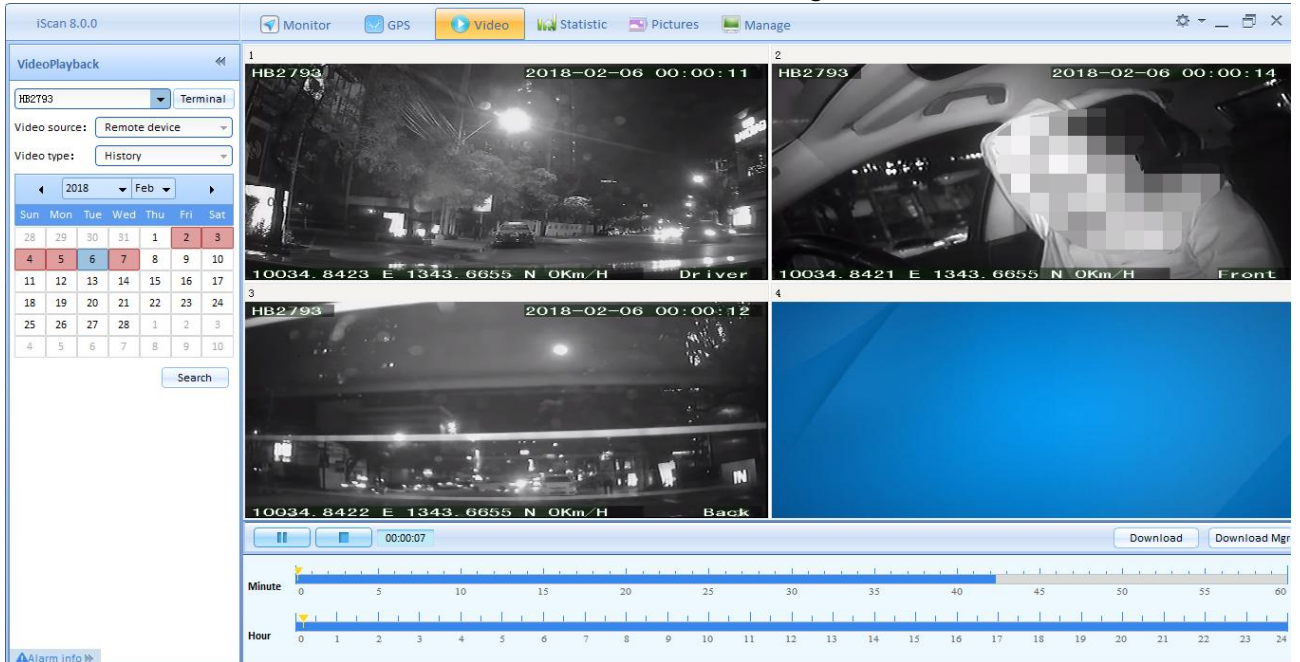 iScan 8.0.0
Monitor GPS Video Statistic Pictures Manage
VideoPlayback
HB2793 Terminal
Video source: Remote device
Video type: History
2018 Feb
Sun Mon Tue Wed Thu Fri Sat
28 29 30 31 1 2 3
4 5 6 7 8 9 10
11 12 13 14 15 16 17
18 19 20 21 22 23 24
25 26 27 28 1 2 3
4 5 6 7 8 9 10
Search
Alarm info
1
HB2793 2018-02-06 00:00:11
10034.8423 E 1343.6655 N 0Km/H Driver
2
HB2793 2018-02-06 00:00:14
10034.8421 E 1343.6655 N 0Km/H Front
3
HB2793 2018-02-06 00:00:12
IN
10034.8422 E 1343.6655 N 0Km/H Back
4
00:00:07 Download Download Mgr
Minute 0 5 10 15 20 25 30 35 40 45 50 55 60
Hour 0 1 2 3 4 5 6 7 8 9 10 11 12 13 14 15 16 17 18 19 20 21 22 23 24